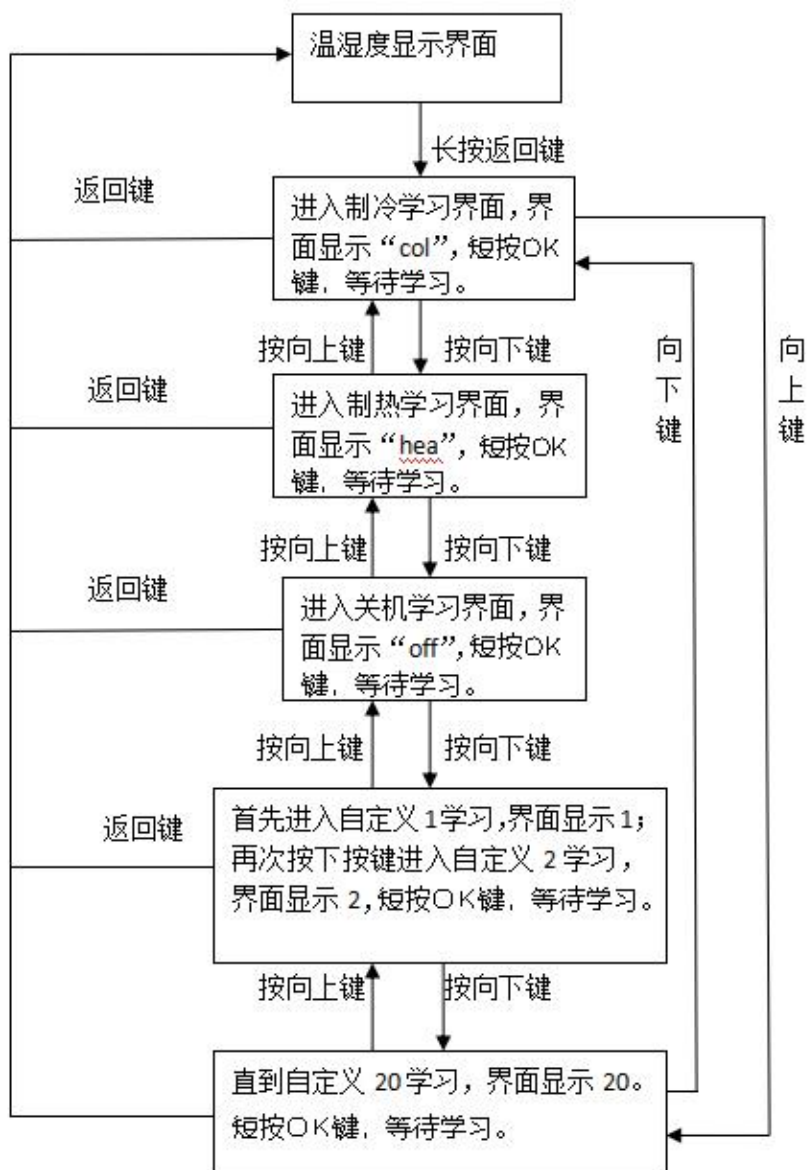 温湿度显示界面
长按返回键
返回键
进入制冷学习界面，界
面显示“col”，短按OK
键，等待学习。
按向上键
按向下键
向下键
向上键
返回键
进入制热学习界面，界
面显示“hea”，短按OK
键，等待学习。
按向上键
按向下键
返回键
进入关机学习界面，界
面显示“off”，短按OK
键，等待学习。
按向上键
按向下键
返回键
首先进入自定义1学习，界面显示1；
再次按下按键进入自定义2学习，
界面显示2，短按OK键，等待学习。
按向上键
按向下键
直到自定义 20学习，界面显示 20。
短按OK键，等待学习。